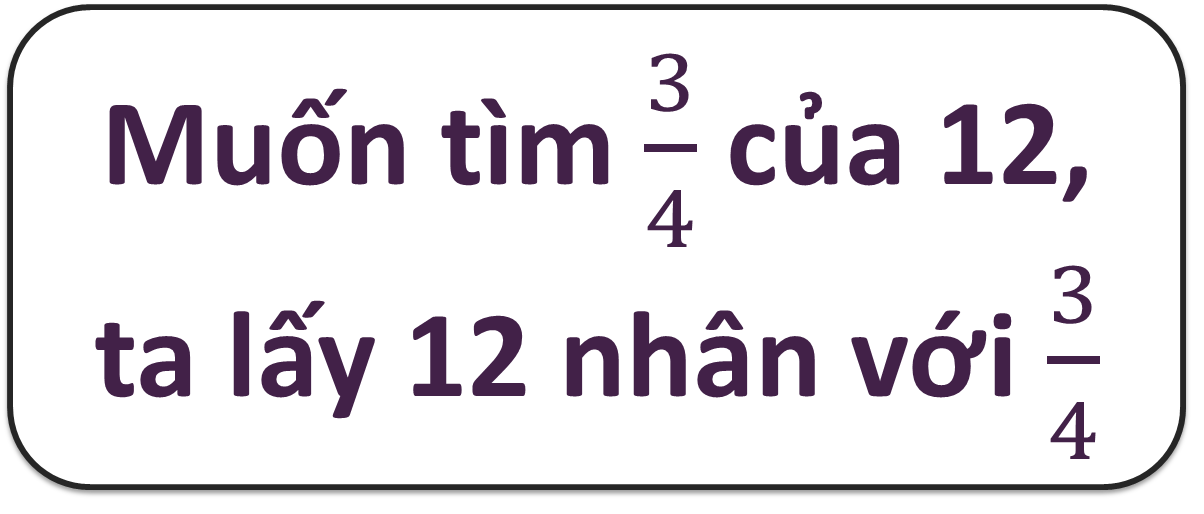 Muốn tìm 3/4 của 12,
ta lấy 12 nhân với 3/4